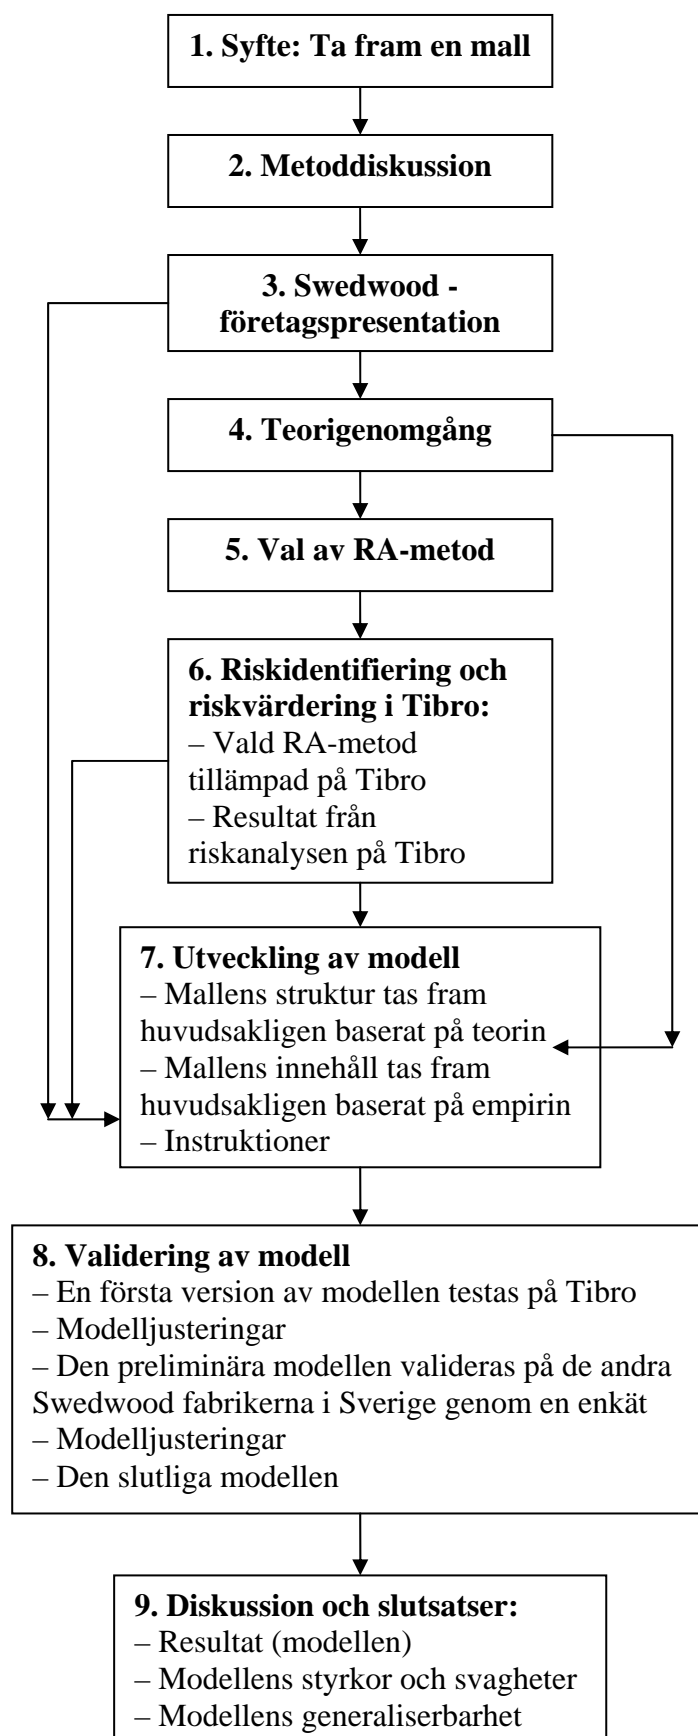 1. Syfte: Ta fram en mall
2. Metoddiskussion
3. Swedwood -
företagspresentation
4. Teorigenomgång
5. Val av RA-metod
6. Riskidentifiering och
riskvärdering i Tibro:
– Vald RA-metod
tillämpad på Tibro
– Resultat från
riskanalysen på Tibro
7. Utveckling av modell
– Mallens struktur tas fram
huvudsakligen baserat på teorin
– Mallens innehåll tas fram
huvudsakligen baserat på empirin
– Instruktioner
8. Validering av modell
– En första version av modellen testas på Tibro
– Modelljusteringar
– Den preliminära modellen valideras på de andra
Swedwood fabrikerna i Sverige genom en enkät
– Modelljusteringar
– Den slutliga modellen
9. Diskussion och slutsatser:
– Resultat (modellen)
– Modellens styrkor och svagheter
– Modellens generaliserbarhet